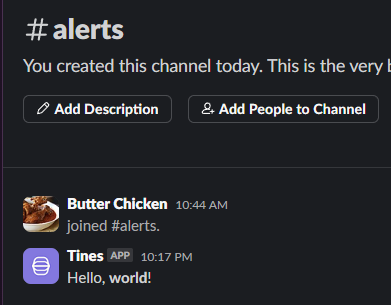 # alerts
You created this channel today. This is the very
Add Description Add People to Channel
Butter Chicken 10:44 AM
joined #alerts.
Tines APP 10:17 PM
Hello, world!